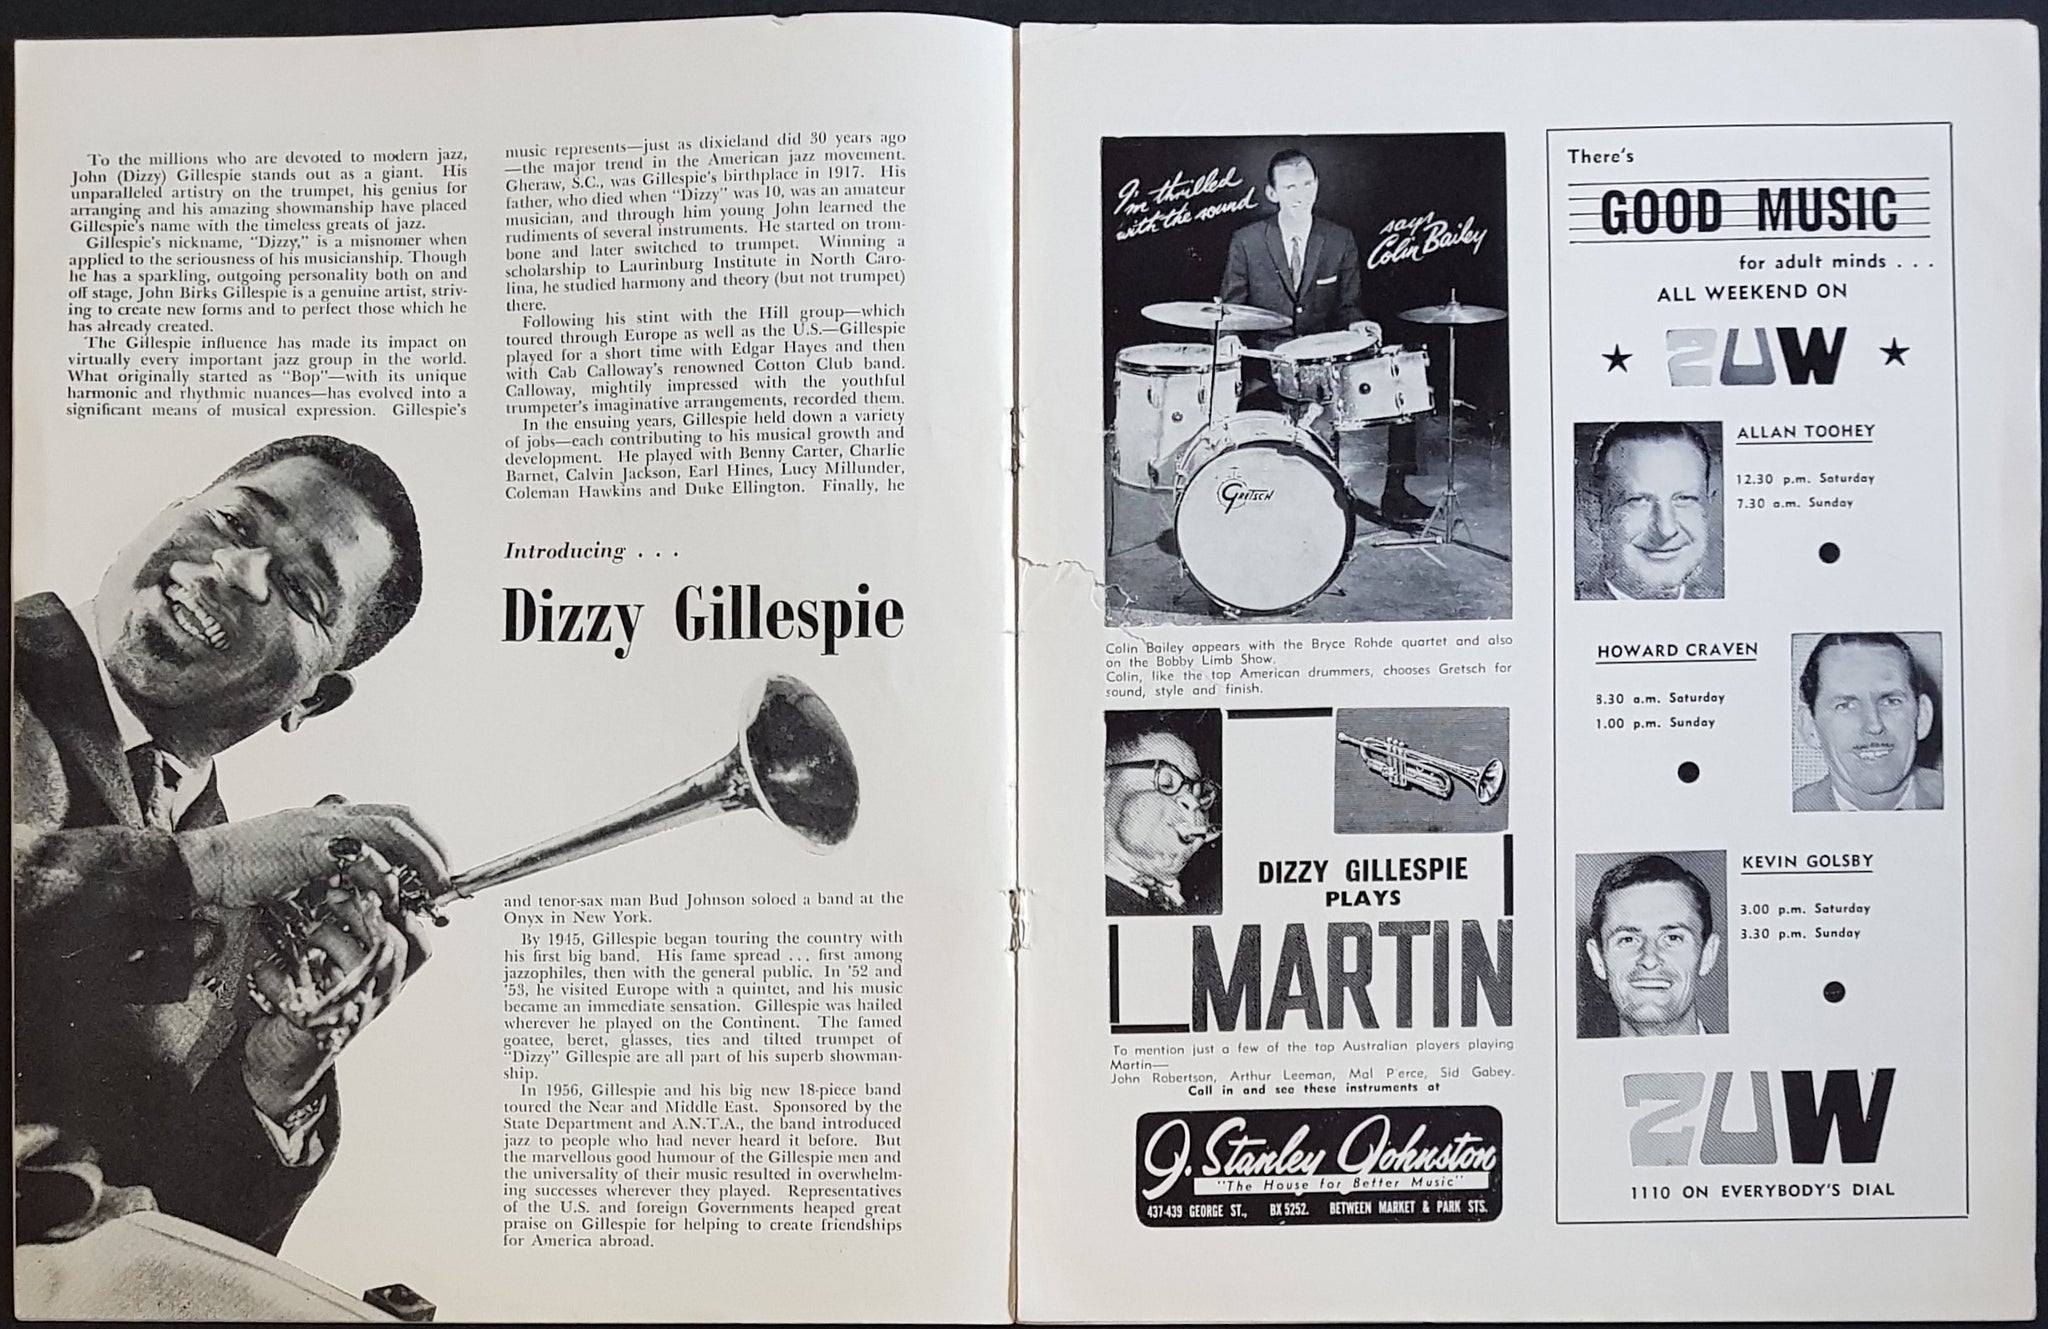 To the millions who are devoted to modern jazz,
John (Dizzy) Gillespie stands out as a giant. His
unparalleled artistry on the trumpet, his genius for
arranging and his amazing showmanship have placed
Gillespie's name with the timeless greats of jazz.
Gillespie's nickname, "Dizzy," is a misnomer when
applied to the seriousness of his musicianship. Though
he has a sparkling, outgoing personality both on and
off stage, John Birks Gillespie is a genuine artist, striv-
ing to create new forms and to perfect those which he
has already created.
The Gillespie influence has made its impact on
virtually every important jazz group in the world.
What originally started as "Bop"—with its unique
harmonic and rhythmic nuances—has evolved into a
significant means of musical expression. Gillespie's
music represents—just as dixieland did 30 years ago
—the major trend in the American jazz movement.
Gheraw, S.C., was Gillespie's birthplace in 1917. His
father, who died when "Dizzy" was 10, was an amateur
musician, and through him young John learned the
rudiments of several instruments. He started on trom-
bone and later switched to trumpet. Winning a
scholarship to Laurinburg Institute in North Caro-
lina, he studied harmony and theory (but not trumpet)
there.
Following his stint with the Hill group—which
toured through Europe as well as the U.S.—Gillespie
played for a short time with Edgar Hayes and then
with Cab Calloway's renowned Cotton Club band.
Calloway, mightily impressed with the youthful
trumpeter's imaginative arrangements, recorded them.
In the ensuing years, Gillespie held down a variety
of jobs—each contributing to his musical growth and
development. He played with Benny Carter, Charlie
Barnet, Calvin Jackson, Earl Hines, Lucy Millunder,
Coleman Hawkins and Duke Ellington. Finally, he
Introducing . . .
Dizzy Gillespie
and tenor-sax man Bud Johnson soloed a band at the
Onyx in New York.
By 1945, Gillespie began touring the country with
his first big band. His fame spread ... first among
jazzophiles, then with the general public. In '52 and
'53, he visited Europe with a quintet, and his music
became an immediate sensation. Gillespie was hailed
wherever he played on the Continent. The famed
goatee, beret, glasses, ties and tilted trumpet of
"Dizzy" Gillespie are all part of his superb showman-
ship.
In 1956, Gillespie and his big new 18-piece band
toured the Near and Middle East. Sponsored by the
State Department and A.N.T.A., the band introduced
jazz to people who had never heard it before. But
the marvellous good humour of the Gillespie men and
the universality of their music resulted in overwhelm-
ing successes wherever they played. Representatives
of the U.S. and foreign Governments heaped great
praise on Gillespie for helping to create friendships
for America abroad.
I'm thrilled
with the sound
says
Colin Bailey
GRETSCH
Colin Bailey appears with the Bryce Rohde quartet and also
on the Bobby Limb Show.
Colin, like the top American drummers, chooses Gretsch for
sound, style and finish.
DIZZY GILLESPIE
PLAYS
MARTIN
To mention just a few of the top Australian players playing
Martin—
John Robertson, Arthur Leeman, Mal P erce, Sid Gabey.
Call in and see these instruments at
J. Stanley Johnston
"The House for Better Music"
437-439 GEORGE ST., BX 5252. BETWEEN MARKET & PARK STS.
There's
GOOD MUSIC
for adult minds . . .
ALL WEEKEND ON
2UW
ALLAN TOOHEY
12.30 p.m. Saturday
7.30 a.m. Sunday
HOWARD CRAVEN
8.30 a.m. Saturday
1.00 p.m. Sunday
KEVIN GOLSBY
3.00 p.m. Saturday
3.30 p.m. Sunday
2UW
1110 ON EVERYBODY'S DIAL